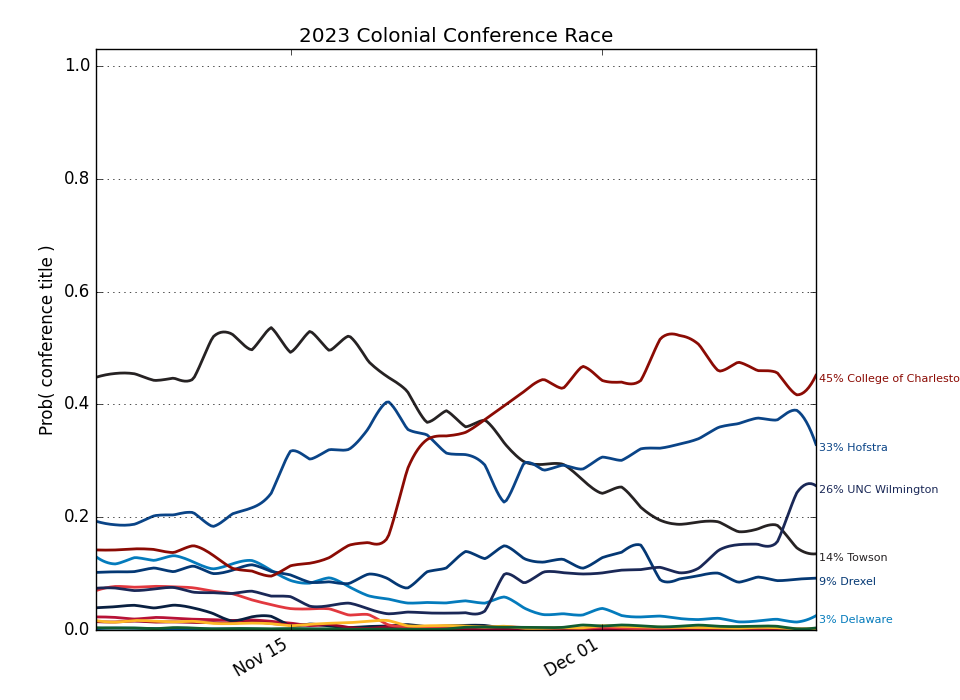 2023 Colonial Conference Race
Prob( conference title )
1.0
0.8
0.6
0.4
0.2
0.0
Nov 15
Dec 01
45% College of Charlesto
33% Hofstra
26% UNC Wilmington
14% Towson
9% Drexel
3% Delaware